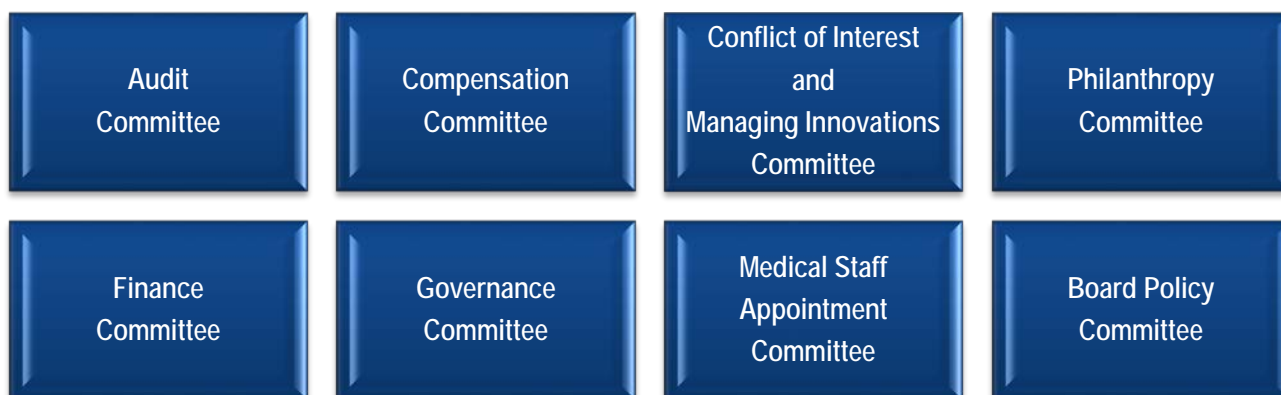 Audit
Committee
Compensation
Committee
Conflict of Interest
and
Managing Innovations
Committee
Philanthropy
Committee
Finance
Committee
Governance
Committee
Medical Staff
Appointment
Committee
Board Policy
Committee